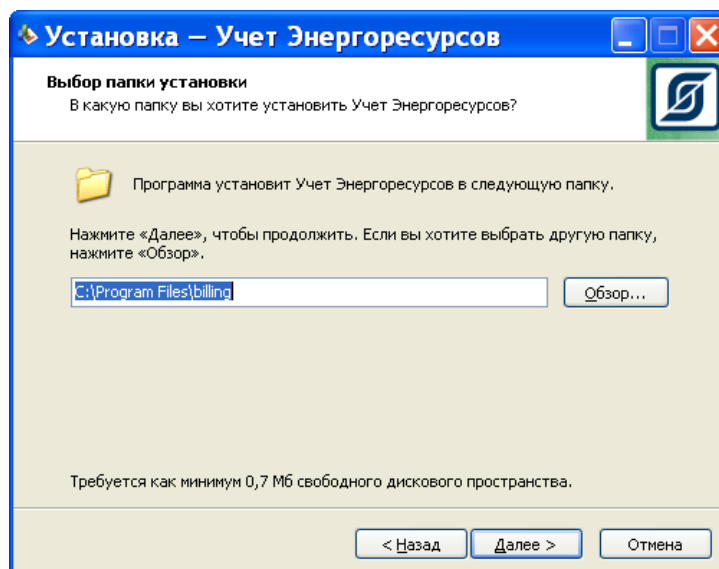 Установка — Учет Энергоресурсов
Выбор папки установки
В какую папку вы хотите установить Учет Энергоресурсов?
Программа установит Учет Энергоресурсов в следующую папку.
Нажмите «Далее», чтобы продолжить. Если вы хотите выбрать другую папку,
нажмите «Обзор».
C:\Program Files\billing
Обзор...
Требуется как минимум 0,7 Мб свободного дискового пространства.
< Назад
Далее >
Отмена